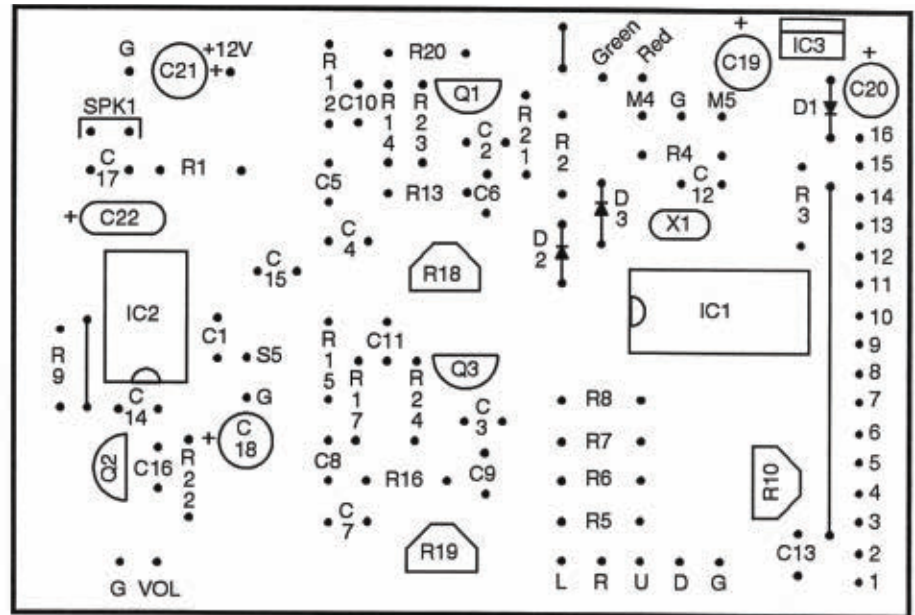 G
+12V
C21
+
SPK1
C
17
R1
+
C22
IC2
C
15
C1
S5
G
R
9
C
14
+
C
18
Q2
C16
R
2
2
G VOL
R
1
2
C10
R20
R
1
4
R
2
3
Q1
C
2
R
2
1
C5
R13
C6
C
4
R18
R
1
5
C11
R
1
7
R
2
4
Q3
C
3
C8
R16
C9
C
7
R19
Green
Red
R
2
M4 G M5
R4
C
12
D
2
D
3
X1
+
C19
IC3
D1
+
C20
R
3
IC1
R8
R7
R6
R5
L R U D G
R10
C13
16
15
14
13
12
11
10
9
8
7
6
5
4
3
2
1